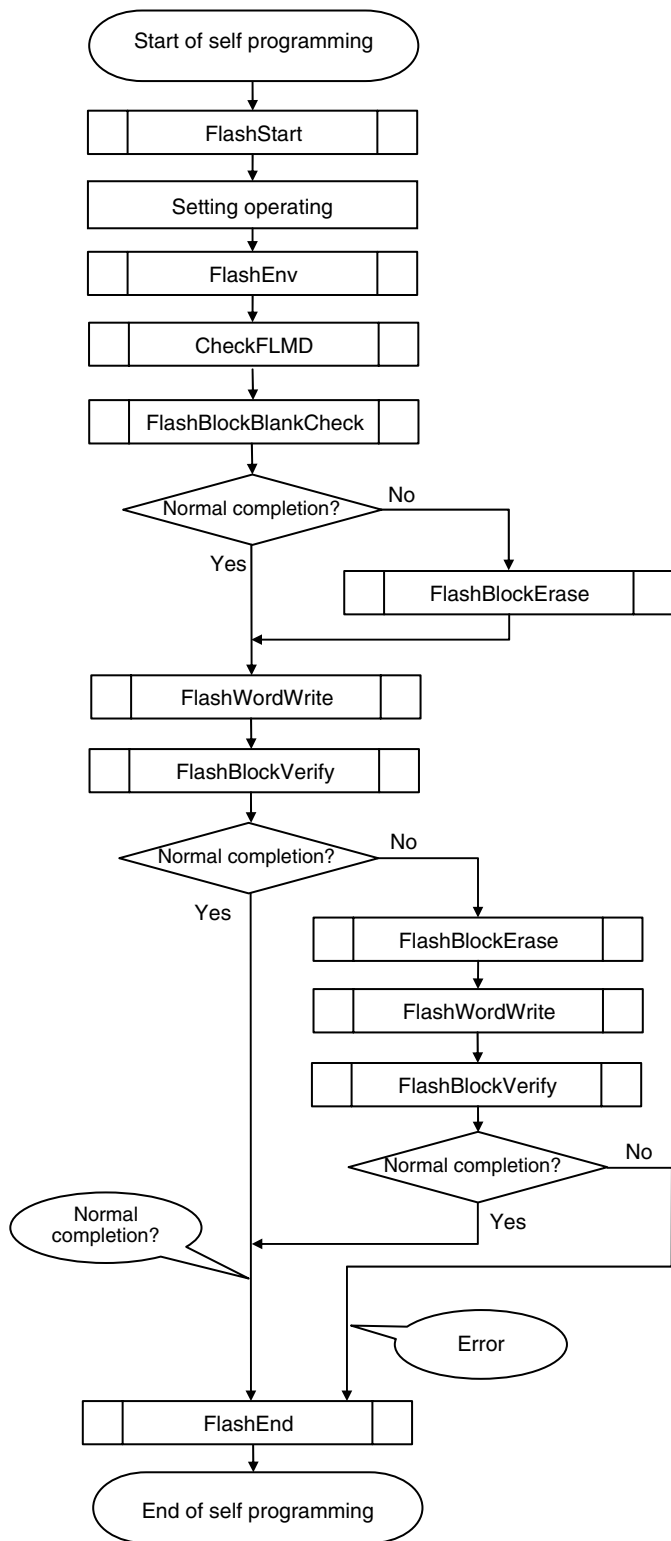 Start of self programming
FlashStart
Setting operating
FlashEnv
CheckFLMD
FlashBlockBlankCheck
Normal completion?
No
Yes
FlashBlockErase
FlashWordWrite
FlashBlockVerify
Normal completion?
No
Yes
FlashBlockErase
FlashWordWrite
FlashBlockVerify
Normal completion?
No
Yes
Normal
completion?
Error
FlashEnd
End of self programming